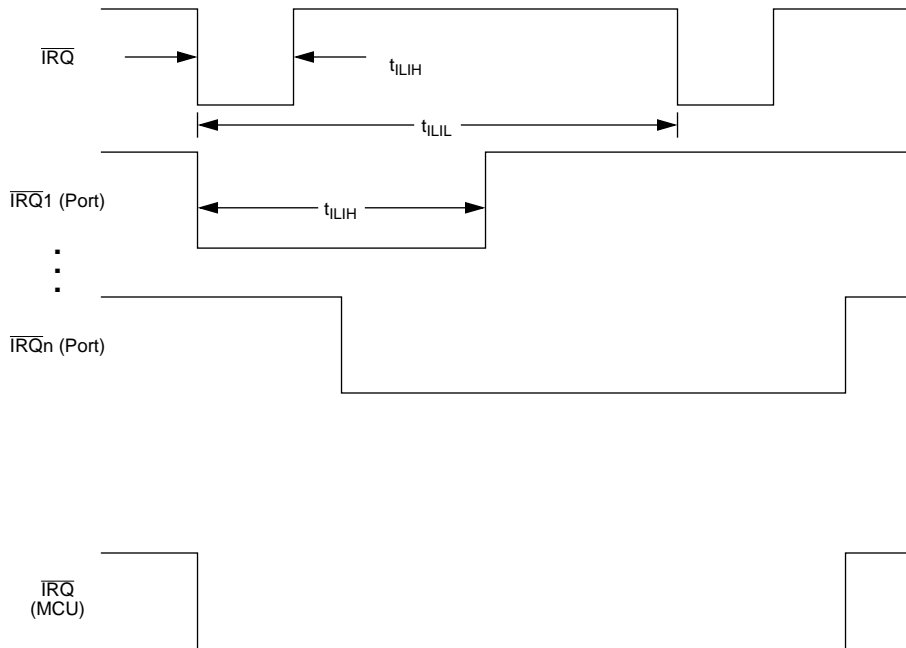 IRQ
tILIH
tILIL
IRQ1 (Port)
tILIH
IRQn (Port)
IRQ
(MCU)